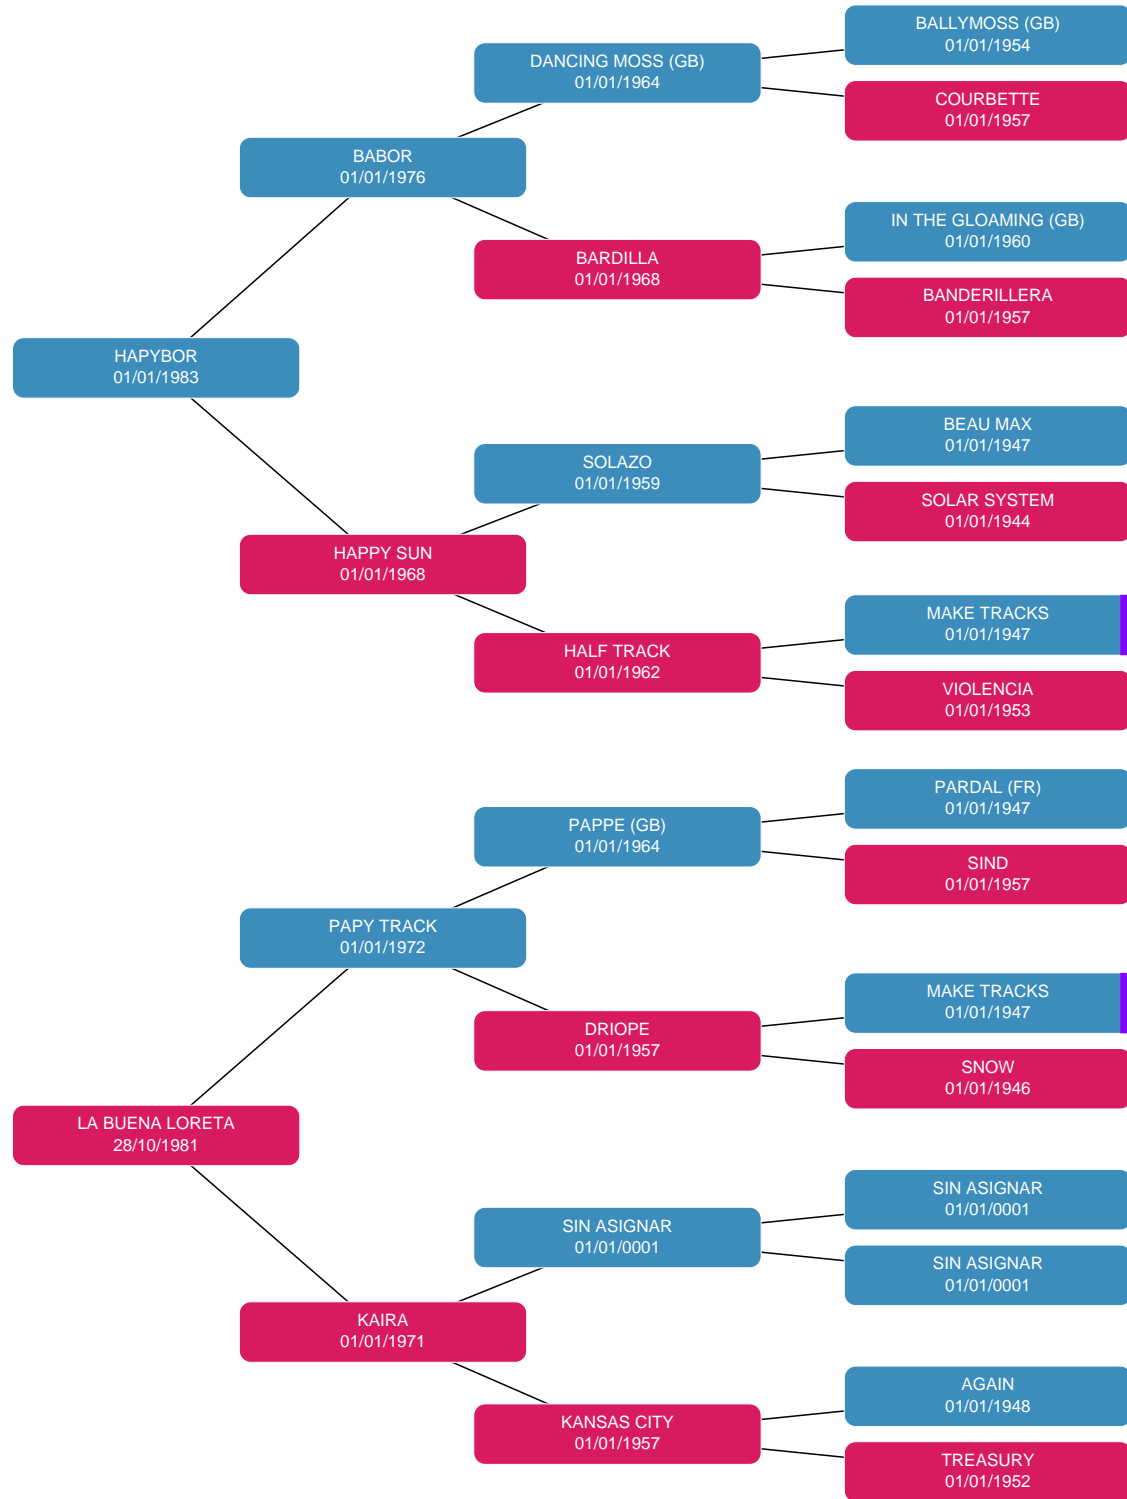 BALLYMOSS (GB)
01/01/1954
DANCING MOSS (GB)
01/01/1964
COURBETTE
01/01/1957
BABOR
01/01/1976
IN THE GLOAMING (GB)
01/01/1960
BARDILLA
01/01/1968
BANDERILLERA
01/01/1957
HAPYBOR
01/01/1983
BEAU MAX
01/01/1947
SOLAZO
01/01/1959
SOLAR SYSTEM
01/01/1944
HAPPY SUN
01/01/1968
MAKE TRACKS
01/01/1947
HALF TRACK
01/01/1962
VIOLENCIA
01/01/1953
PARDAL (FR)
01/01/1947
PAPPE (GB)
01/01/1964
SIND
01/01/1957
PAPY TRACK
01/01/1972
MAKE TRACKS
01/01/1947
DRIOPE
01/01/1957
SNOW
01/01/1946
LA BUENA LORETA
28/10/1981
SIN ASIGNAR
01/01/0001
SIN ASIGNAR
01/01/0001
SIN ASIGNAR
01/01/0001
KAIRA
01/01/1971
AGAIN
01/01/1948
KANSAS CITY
01/01/1957
TREASURY
01/01/1952